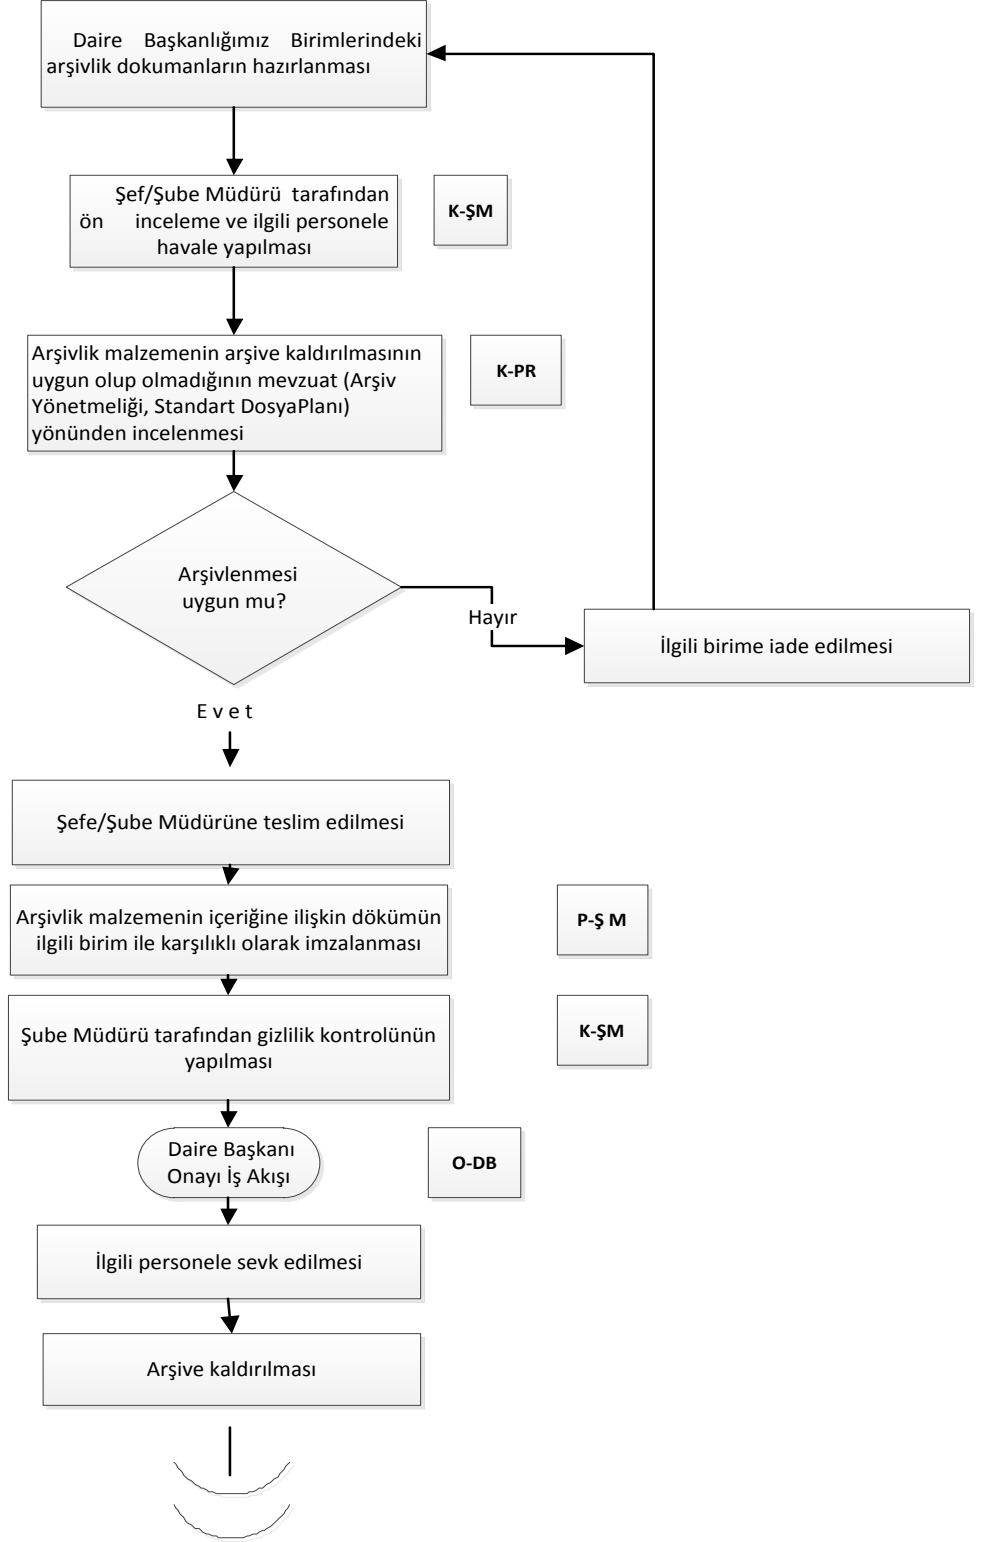 Daire Başkanlığımız Birimlerindeki
arşivlik dokumanların hazırlanması
Şef/Şube Müdürü tarafından
ön inceleme ve ilgili personele
havale yapılması
K-ŞM
Arşivlik malzemenin arşive kaldırılmasının
uygun olup olmadığının mevzuat (Arşiv
Yönetmeliği, Standart DosyaPlanı)
yönünden incelenmesi
K-PR
Arşivlenmesi
uygun mu?
Hayır
İlgili birime iade edilmesi
E v e t
Şefe/Şube Müdürüne teslim edilmesi
Arşivlik malzemenin içeriğine ilişkin dökümün
ilgili birim ile karşılıklı olarak imzalanması
P-Ş M
Şube Müdürü tarafından gizlilik kontrolünün
yapılması
K-ŞM
Daire Başkanı
Onayı İş Akışı
O-DB
İlgili personele sevk edilmesi
Arşive kaldırılması